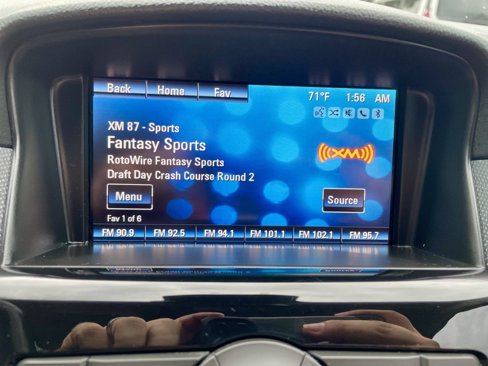 Back Home Fav
71°F 1:56 AM
XM 87 - Sports
Fantasy Sports
XM
RotoWire Fantasy Sports
Draft Day Crash Course Round 2
Menu
Source
Fav 1 of 6
FM 90.9 FM 92.5 FM 94.1 FM 101.1 FM 102.1 FM 95.7